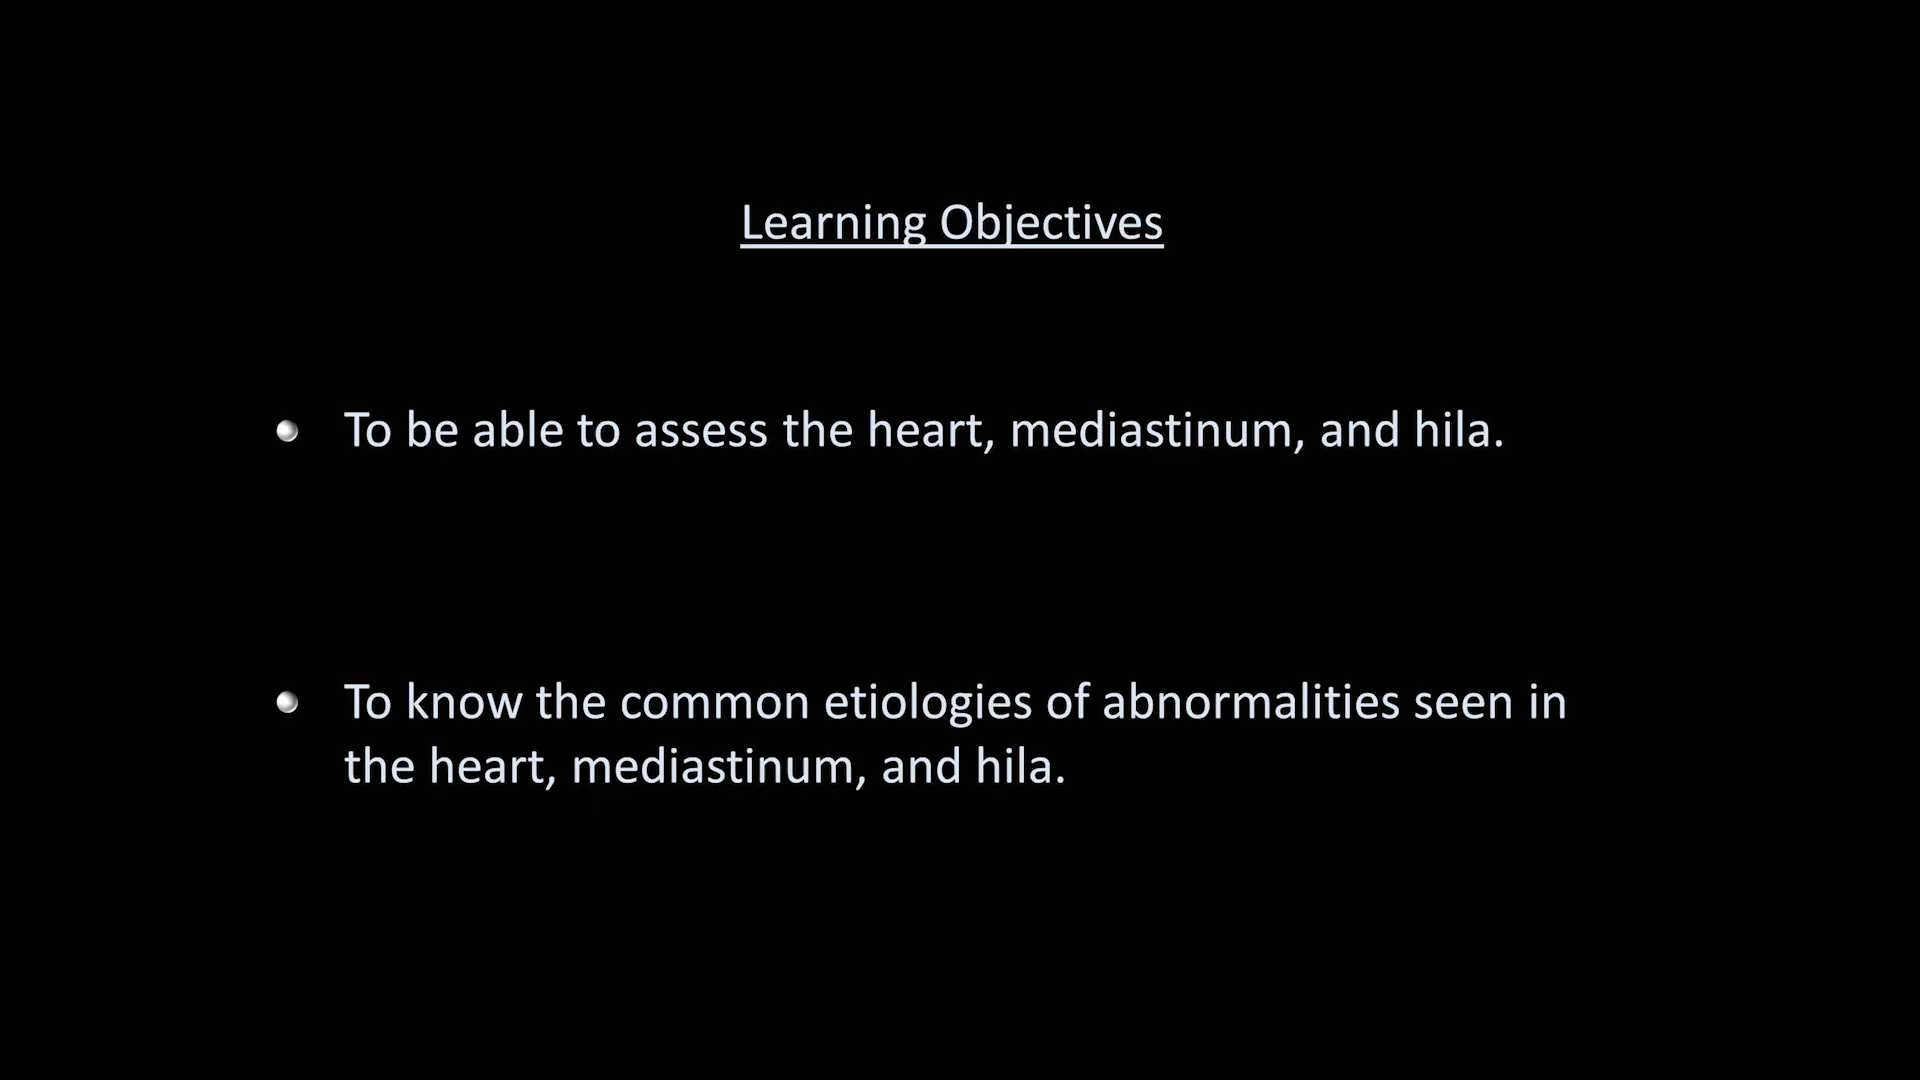 Learning Objectives
To be able to assess the heart, mediastinum, and hila.
To know the common etiologies of abnormalities seen in
the heart, mediastinum, and hila.